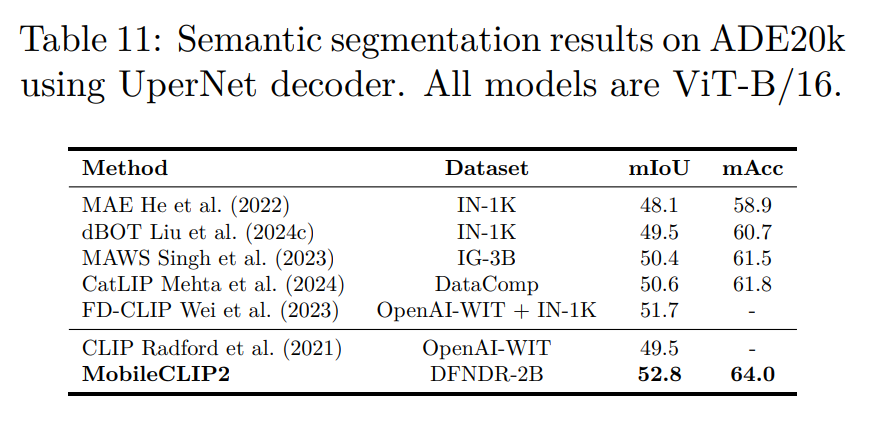 Table 11: Semantic segmentation results on ADE20k
using UperNet decoder. All models are ViT-B/16.
Method Dataset mIoU mAcc
MAE He et al. (2022) IN-1K 48.1 58.9
dBOT Liu et al. (2024c) IN-1K 49.5 60.7
MAWS Singh et al. (2023) IG-3B 50.4 61.5
CatLIP Mehta et al. (2024) DataComp 50.6 61.8
FD-CLIP Wei et al. (2023) OpenAI-WIT + IN-1K 51.7 -
CLIP Radford et al. (2021) OpenAI-WIT 49.5 -
MobileCLIP2 DFNDR-2B 52.8 64.0